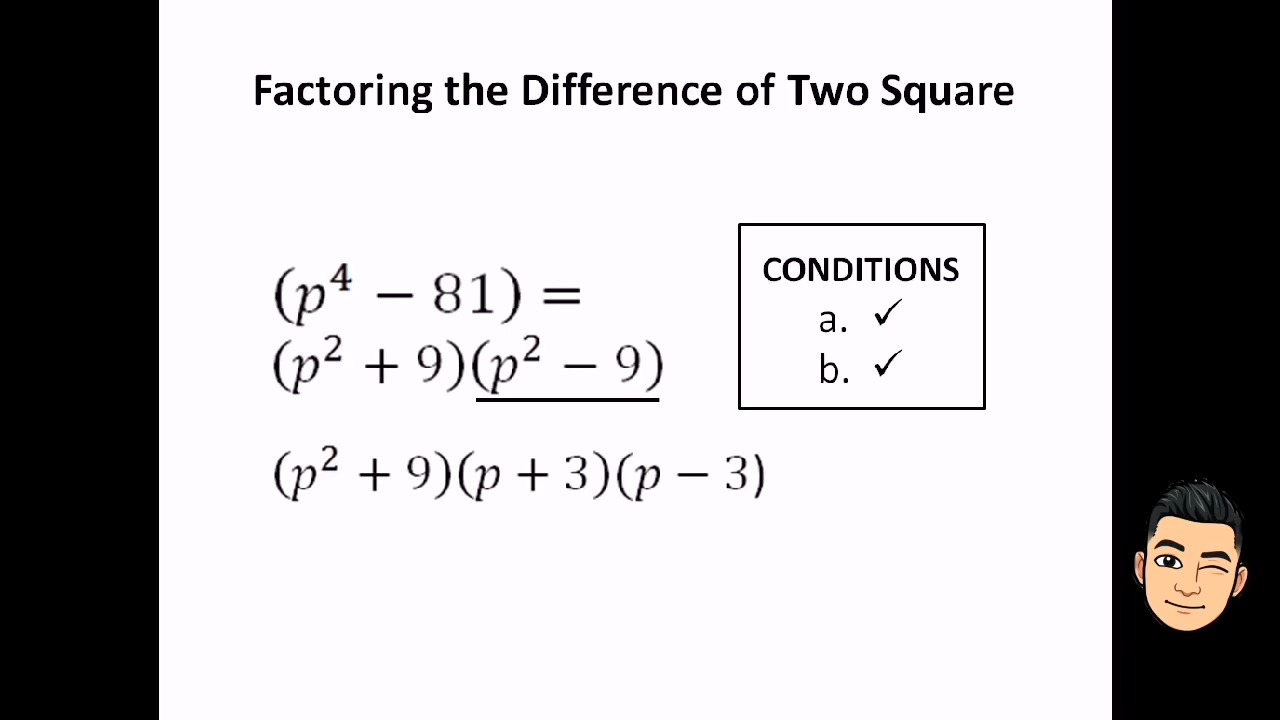 Factoring the Difference of Two Square
(p⁴ − 81) =
(p² + 9)(p² − 9)
(p² + 9)(p + 3)(p − 3)
CONDITIONS
a. ✓
b. ✓